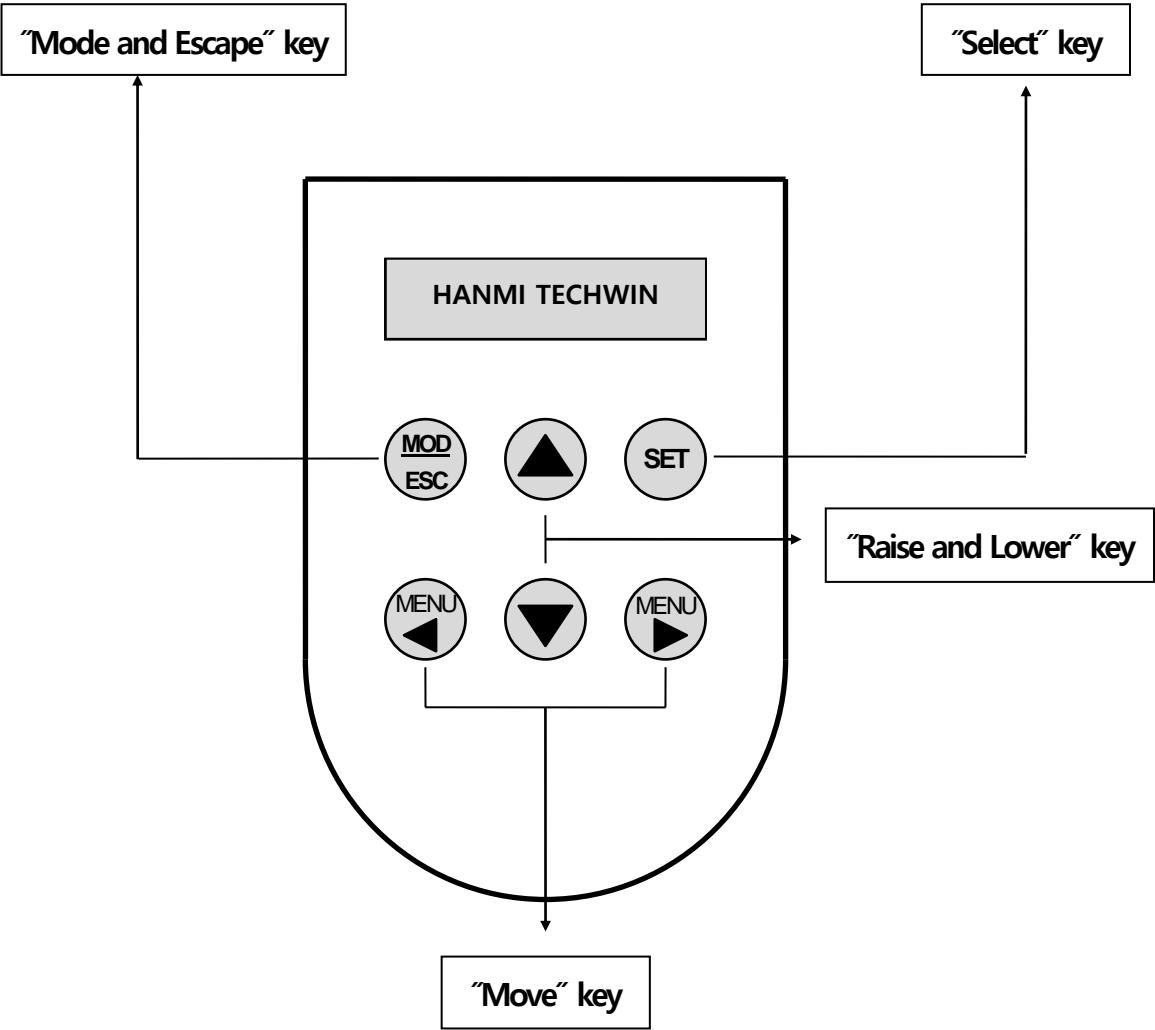 ˝Mode and Escape˝ key
˝Select˝ key
HANMI TECHWIN
MOD
ESC
SET
˝Raise and Lower˝ key
MENU
MENU
˝Move˝ key